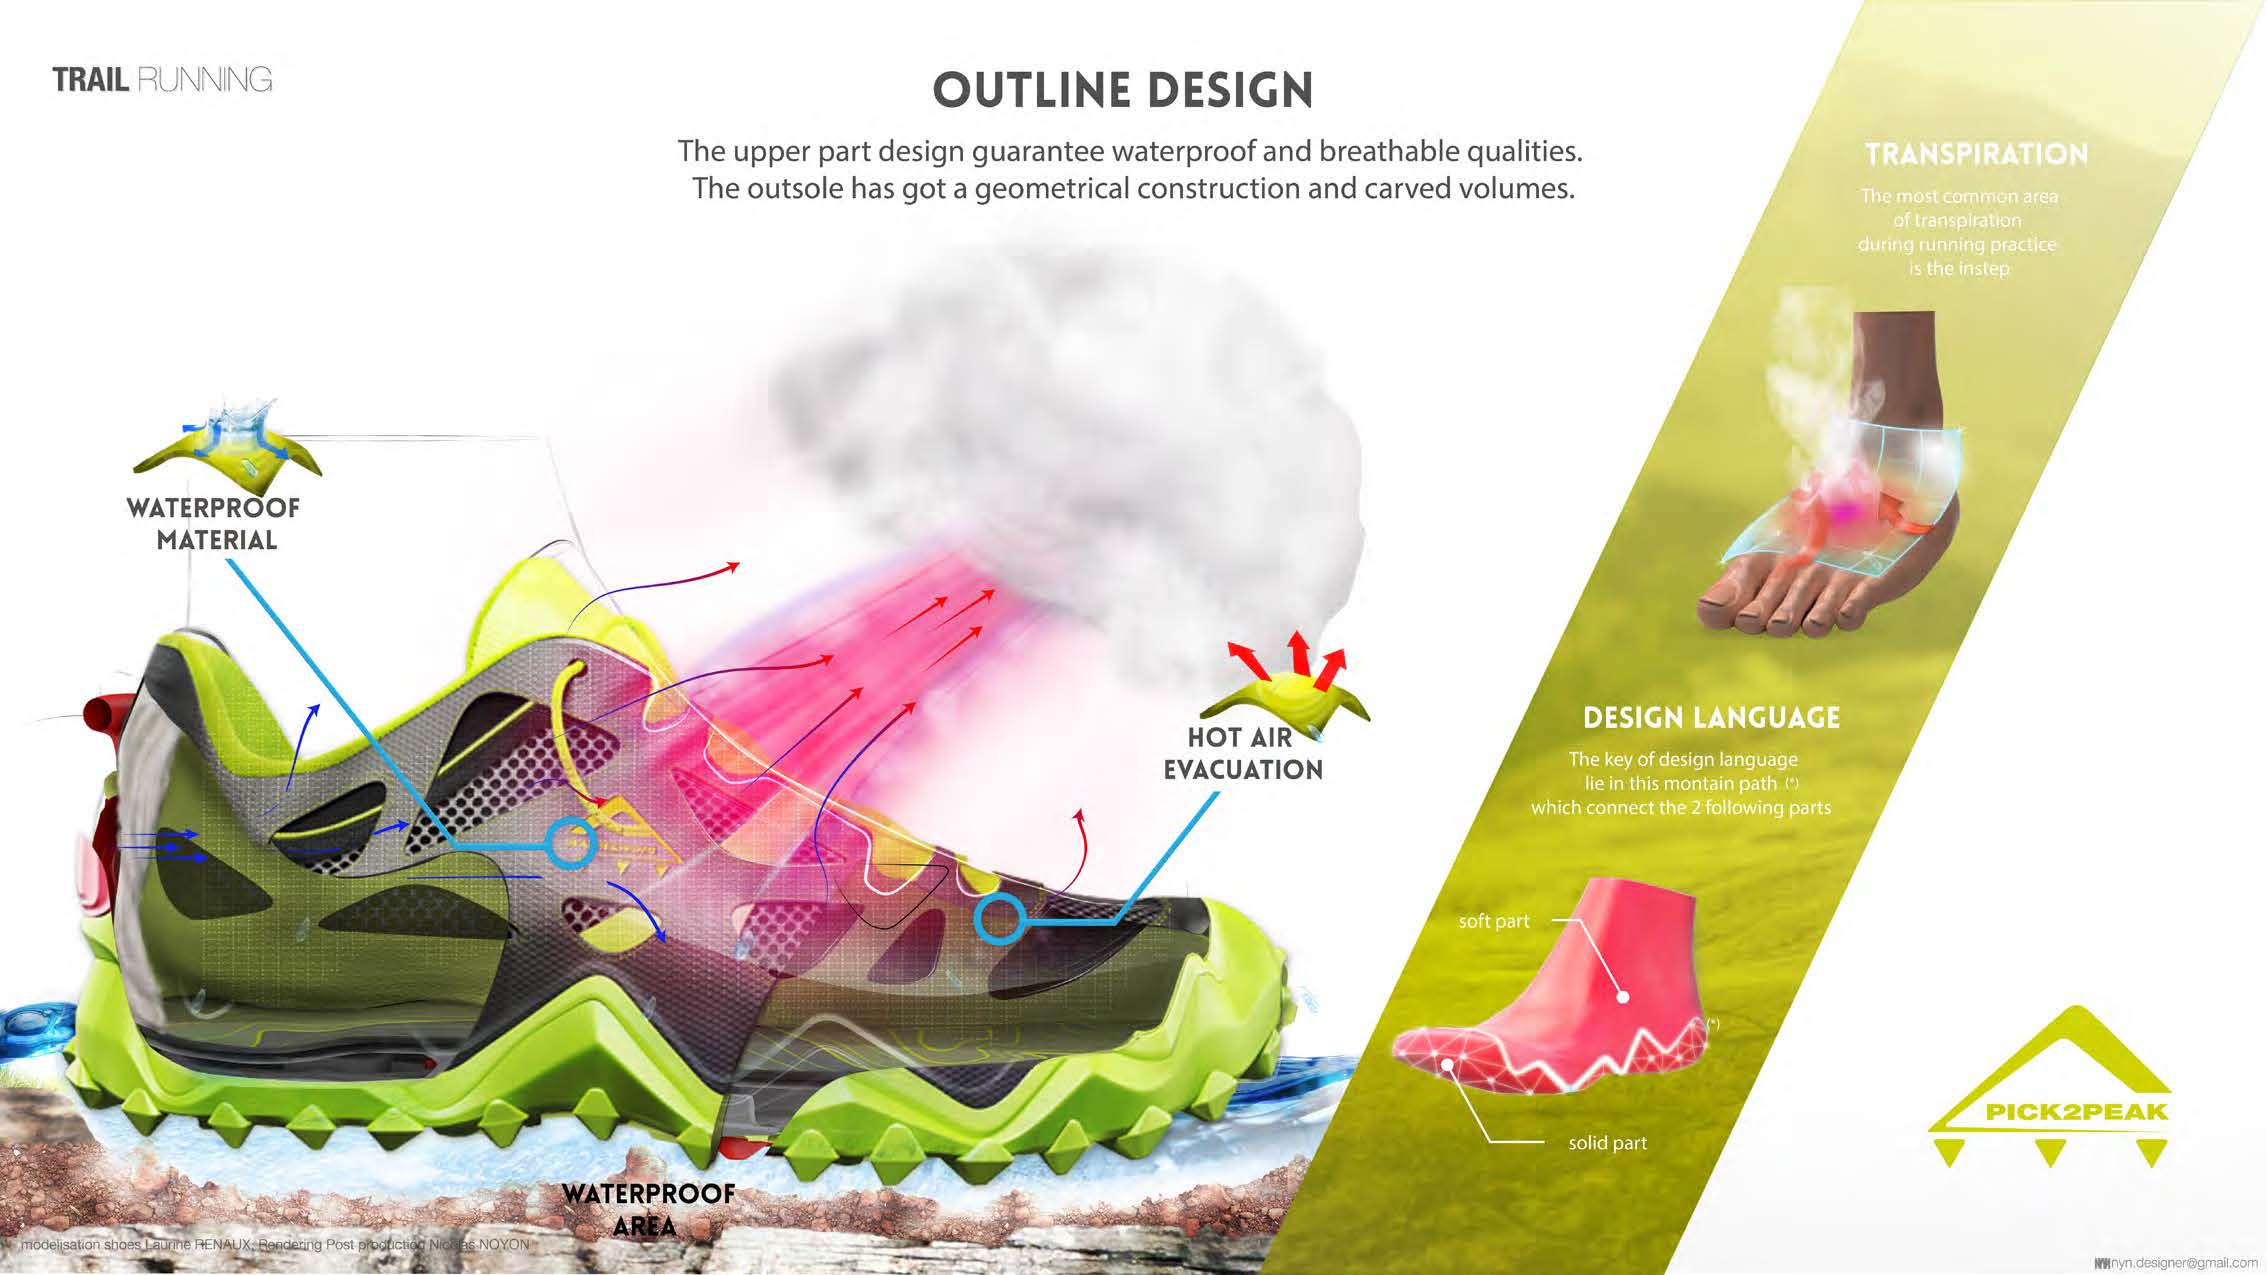 TRAIL RUNNING
OUTLINE DESIGN
The upper part design guarantee waterproof and breathable qualities.
The outsole has got a geometrical construction and carved volumes.
WATERPROOF
MATERIAL
HOT AIR
EVACUATION
WATERPROOF
AREA
modelisation shoes Laurine RENAUX, Rendering Post production Nicolas NOYON
TRANSPIRATION
The most common area
of transpiration
during running practice
is the instep
DESIGN LANGUAGE
The key of design language
lie in this montain path (*)
which connect the 2 following parts
soft part
(*)
solid part
PICK2PEAK
nyn.designer@gmail.com